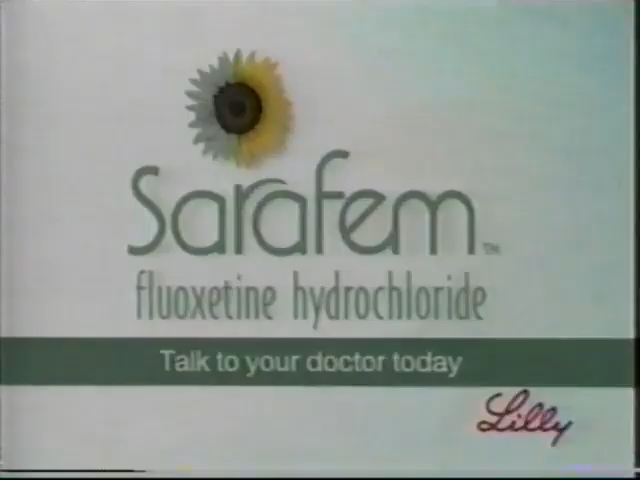 Sarafem™
fluoxetine hydrochloride
Talk to your doctor today
Lilly